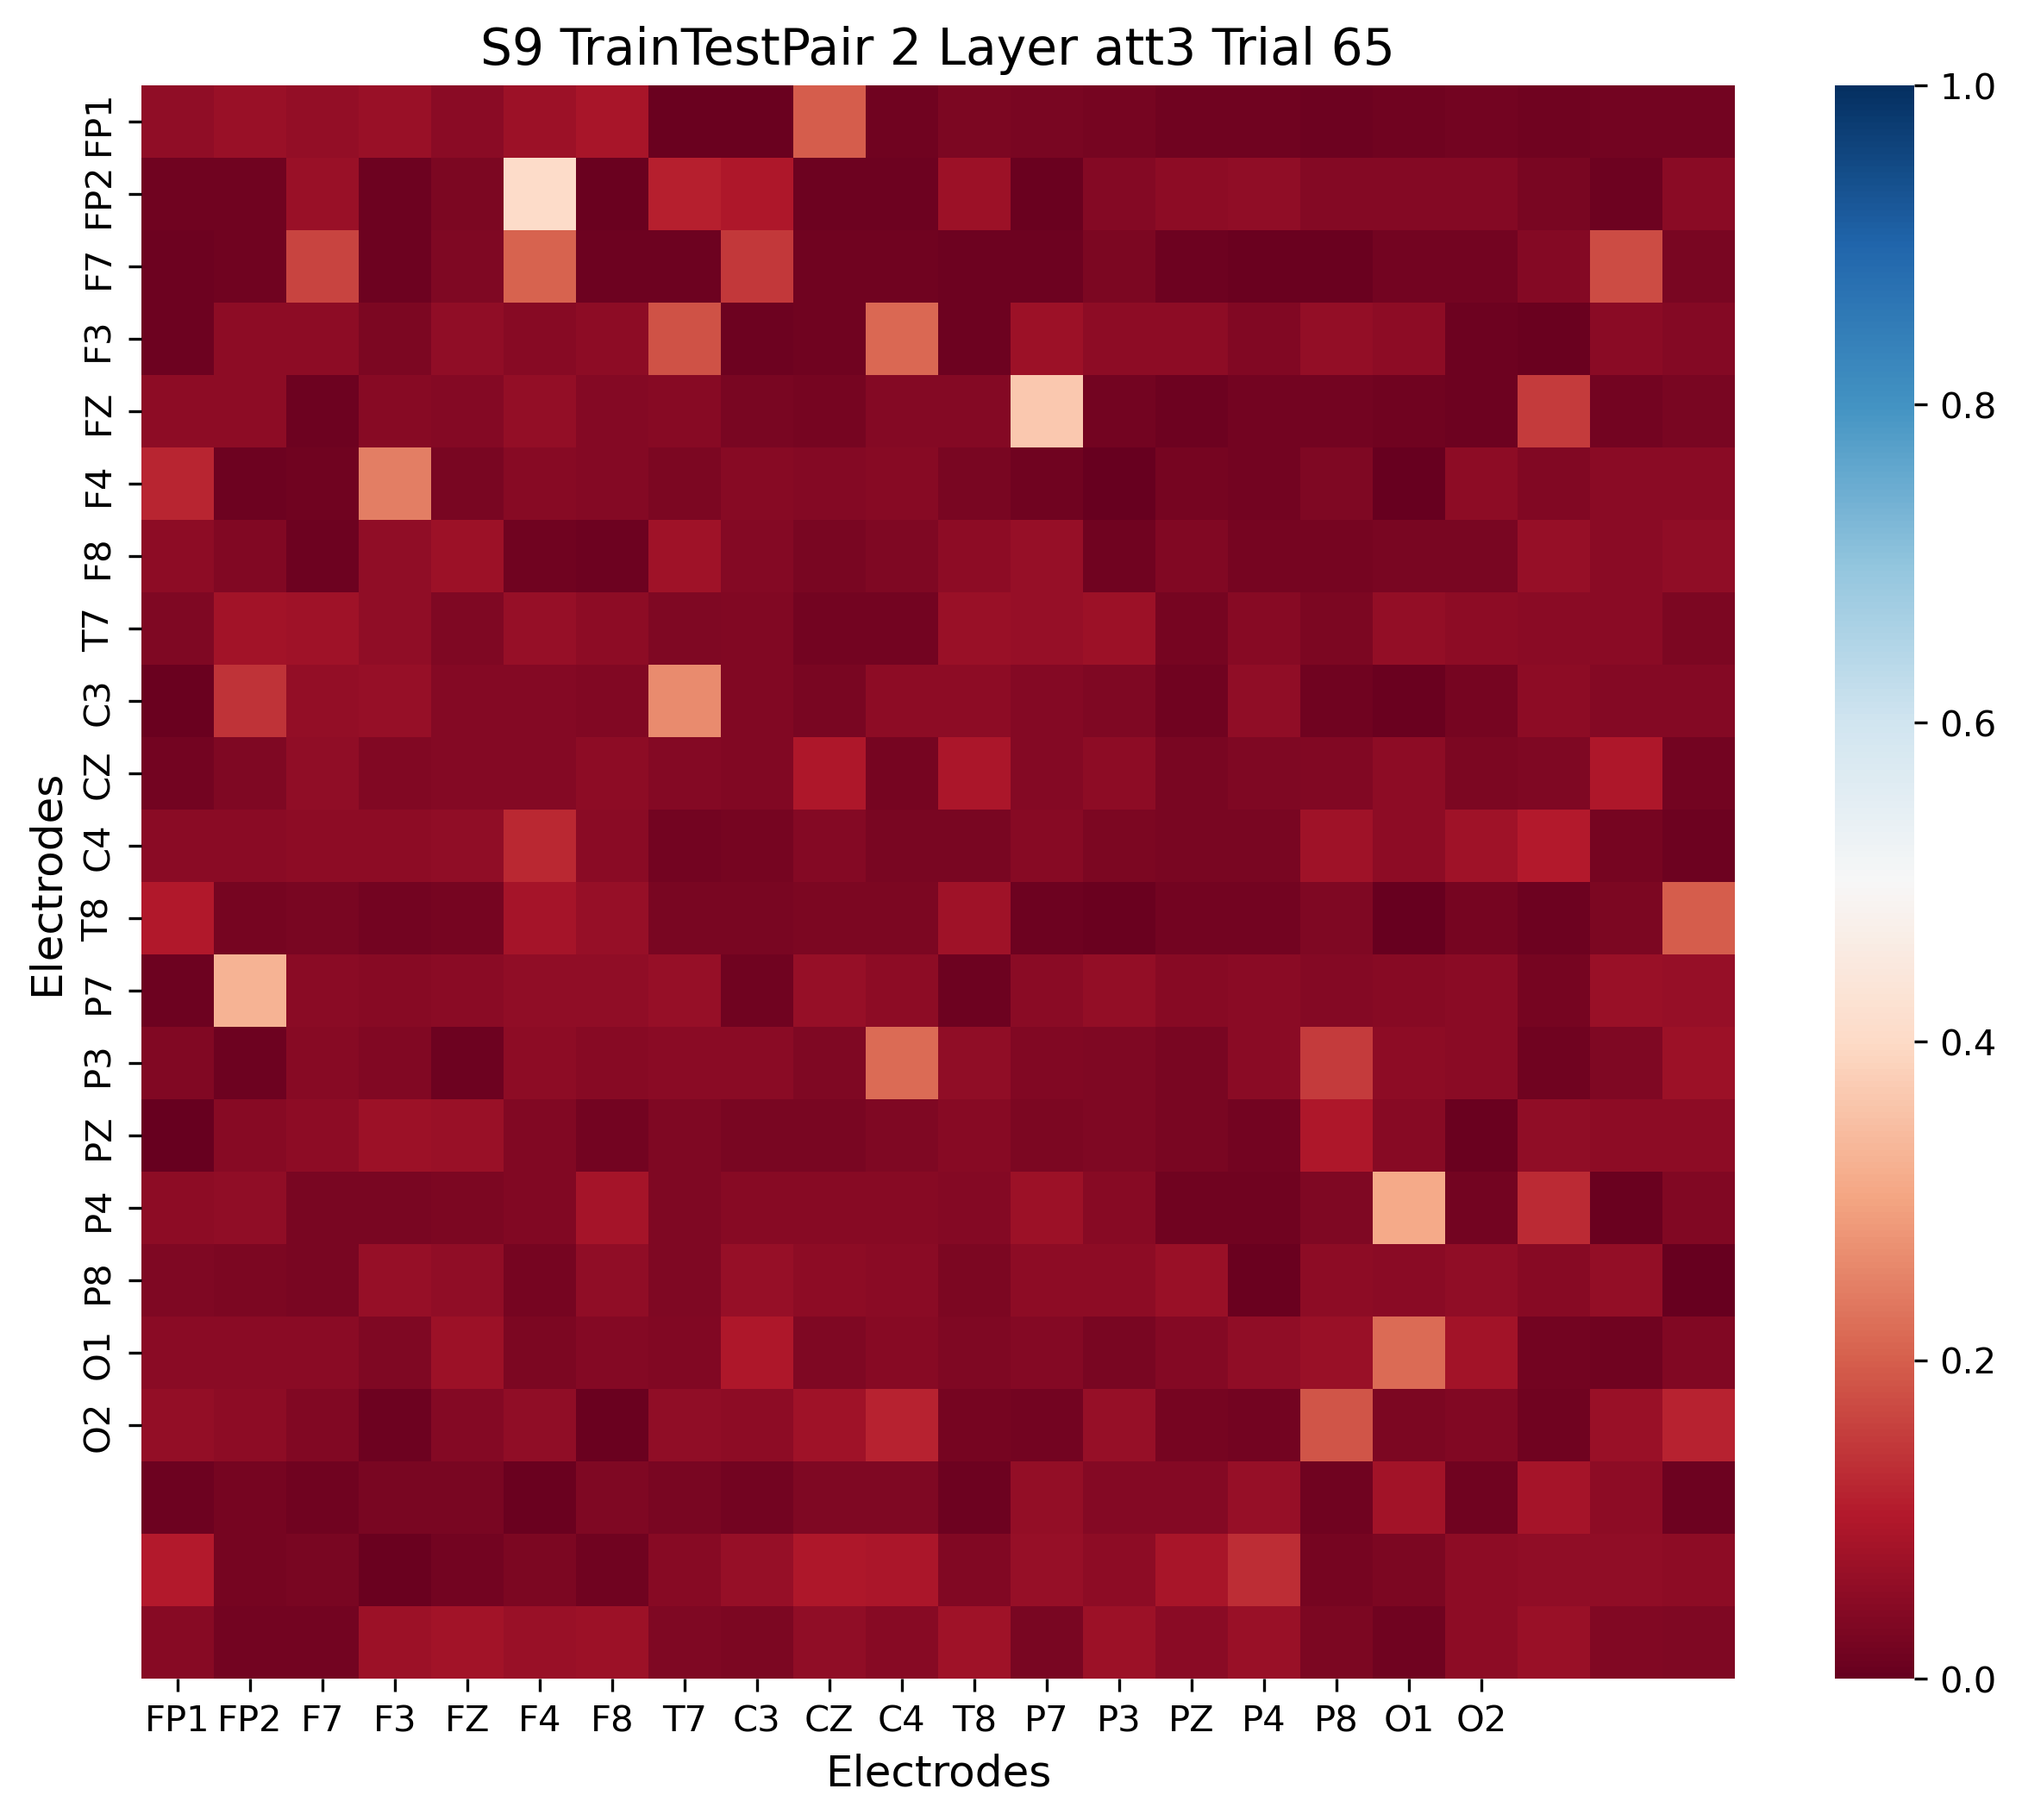 S9 TrainTestPair 2 Layer att3 Trial 65
Electrodes
FP1
FP2
F7
F3
FZ
F4
F8
T7
C3
CZ
C4
T8
P7
P3
PZ
P4
P8
O1
O2
FP1 FP2 F7 F3 FZ F4 F8 T7 C3 CZ C4 T8 P7 P3 PZ P4 P8 O1 O2
Electrodes
1.0
0.8
0.6
0.4
0.2
0.0